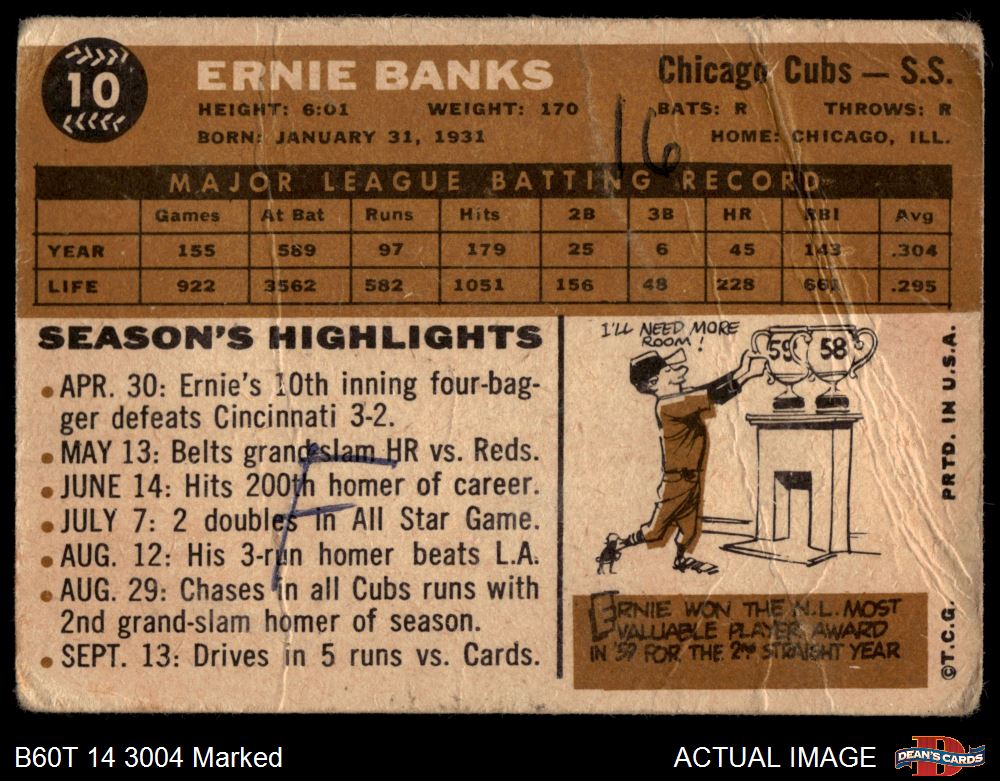 10
ERNIE BANKS
Chicago Cubs — S.S.
HEIGHT: 6:01 WEIGHT: 170 BATS: R THROWS: R
BORN: JANUARY 31, 1931 HOME: CHICAGO, ILL.
16
MAJOR LEAGUE BATTING RECORD
Games At Bat Runs Hits 2B 3B HR RBI Avg
YEAR 155 589 97 179 25 6 45 143 .304
LIFE 922 3562 582 1051 156 48 228 661 .295
SEASON'S HIGHLIGHTS
• APR. 30: Ernie's 10th inning four-bag-
ger defeats Cincinnati 3-2.
• MAY 13: Belts grand-slam HR vs. Reds.
• JUNE 14: Hits 200th homer of career.
• JULY 7: 2 doubles in All Star Game.
• AUG. 12: His 3-run homer beats L.A.
• AUG. 29: Chases in all Cubs runs with
2nd grand-slam homer of season.
• SEPT. 13: Drives in 5 runs vs. Cards.
F
I'LL NEED MORE
ROOM!
59 58
ERNIE WON THE N.L. MOST
VALUABLE PLAYER AWARD
IN '59 FOR THE 2ND STRAIGHT YEAR
©T.C.G. PRTD. IN U.S.A.
B60T 14 3004 Marked
ACTUAL IMAGE
DEAN'S CARDS